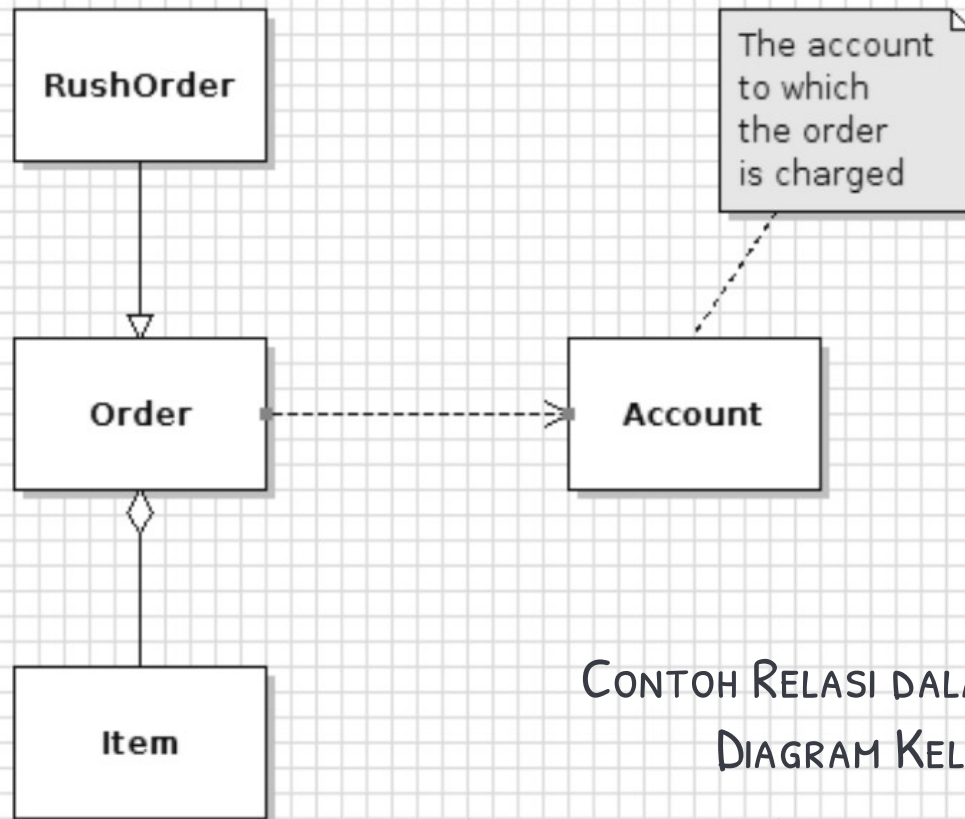 RushOrder
The account
to which
the order
is charged
Order
Account
Item
CONTOH RELASI
DIAGRAM